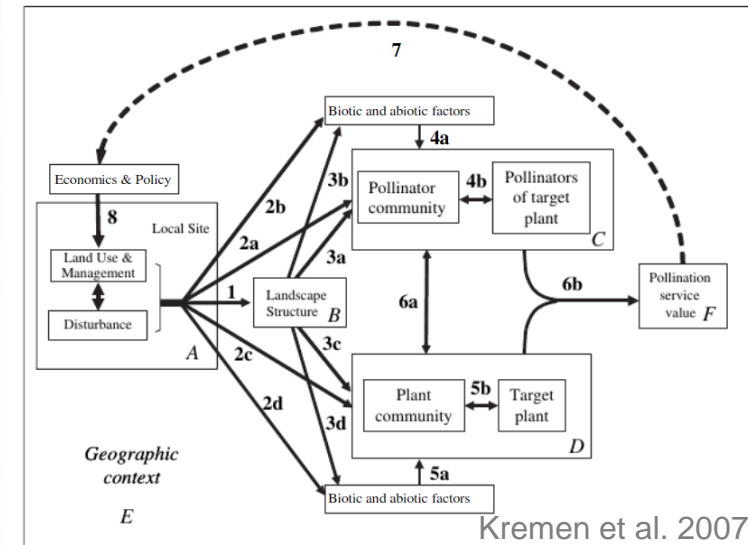 7
Biotic and abiotic factors
4a
Economics & Policy
3b
Pollinator
community
4b
Pollinators
of target
plant
C
8
Local Site
2b
2a
3a
Land Use &
Management
1
Landscape
Structure B
6a
6b
Pollination
service
value F
Disturbance
A
2c
3c
2d
3d
Plant
community
5b
Target
plant
D
Geographic
context
E
5a
Biotic and abiotic factors
Kremen et al. 2007